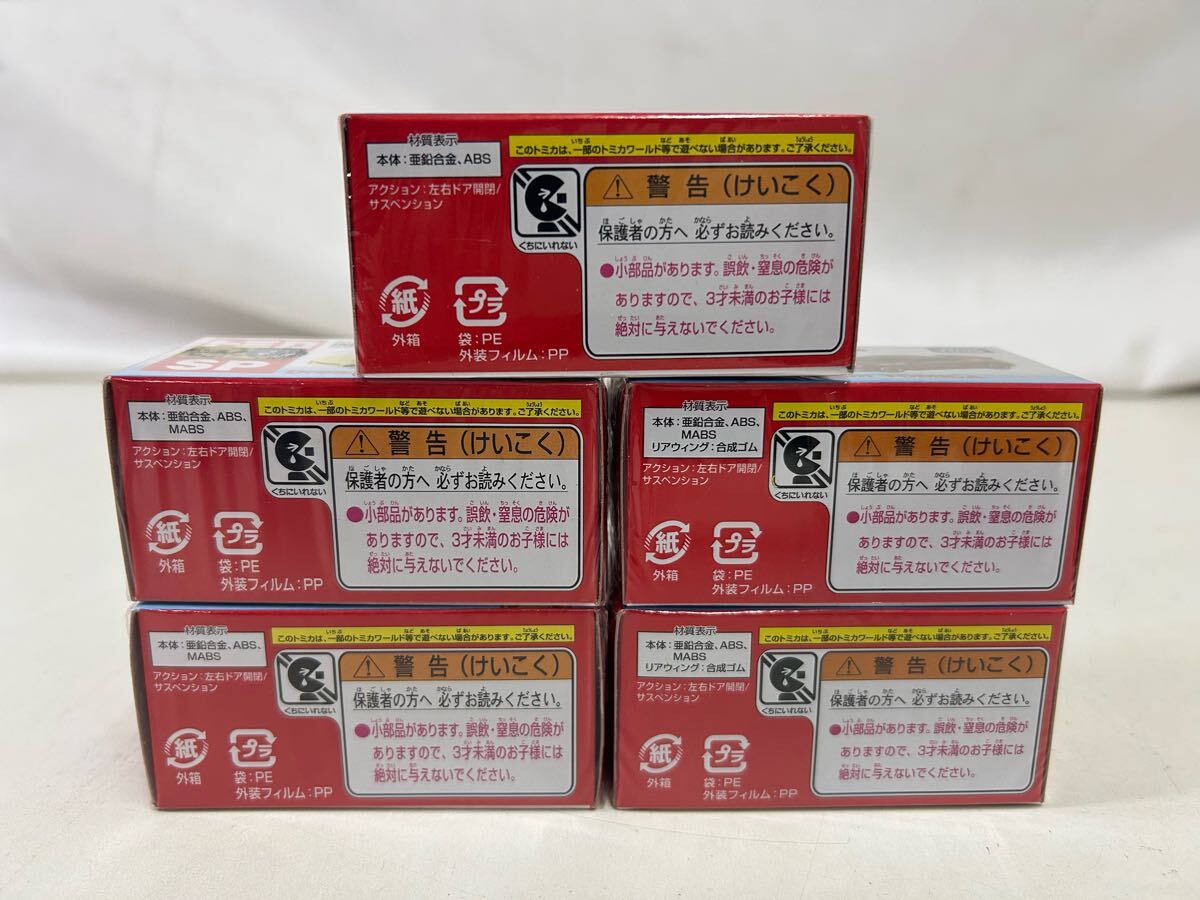 材質表示
本体：亜鉛合金、ABS
アクション：左右ドア開閉/
サスペンション
このトミカは、一部のトミカワールド等で遊べない場合があります。ご了承ください。
くちにいれない
警告（けいこく）
保護者の方へ 必ずお読みください。
●小部品があります。誤飲・窒息の危険が
ありますので、3才未満のお子様には
絶対に与えないでください。
紙
外箱
プラ
袋：PE
外装フィルム：PP
SP
材質表示
本体：亜鉛合金、ABS、
MABS
アクション：左右ドア開閉/
サスペンション
このトミカは、一部のトミカワールド等で遊べない場合があります。ご了承ください。
くちにいれない
警告（けいこく）
保護者の方へ 必ずお読みください。
●小部品があります。誤飲・窒息の危険が
ありますので、3才未満のお子様には
絶対に与えないでください。
紙
外箱
プラ
袋：PE
外装フィルム：PP
材質表示
本体：亜鉛合金、ABS、
MABS
リアウィング：合成ゴム
アクション：左右ドア開閉/
サスペンション
このトミカは、一部のトミカワールド等で遊べない場合があります。ご了承ください。
くちにいれない
警告（けいこく）
保護者の方へ 必ずお読みください。
●小部品があります。誤飲・窒息の危険が
ありますので、3才未満のお子様には
絶対に与えないでください。
紙
外箱
プラ
袋：PE
外装フィルム：PP
材質表示
本体：亜鉛合金、ABS、
MABS
アクション：左右ドア開閉/
サスペンション
このトミカは、一部のトミカワールド等で遊べない場合があります。ご了承ください。
くちにいれない
警告（けいこく）
保護者の方へ 必ずお読みください。
●小部品があります。誤飲・窒息の危険が
ありますので、3才未満のお子様には
絶対に与えないでください。
紙
外箱
プラ
袋：PE
外装フィルム：PP
材質表示
本体：亜鉛合金、ABS、
MABS
リアウィング：合成ゴム
アクション：左右ドア開閉/
サスペンション
このトミカは、一部のトミカワールド等で遊べない場合があります。ご了承ください。
くちにいれない
警告（けいこく）
保護者の方へ 必ずお読みください。
●小部品があります。誤飲・窒息の危険が
ありますので、3才未満のお子様には
絶対に与えないでください。
紙
外箱
プラ
袋：PE
外装フィルム：PP